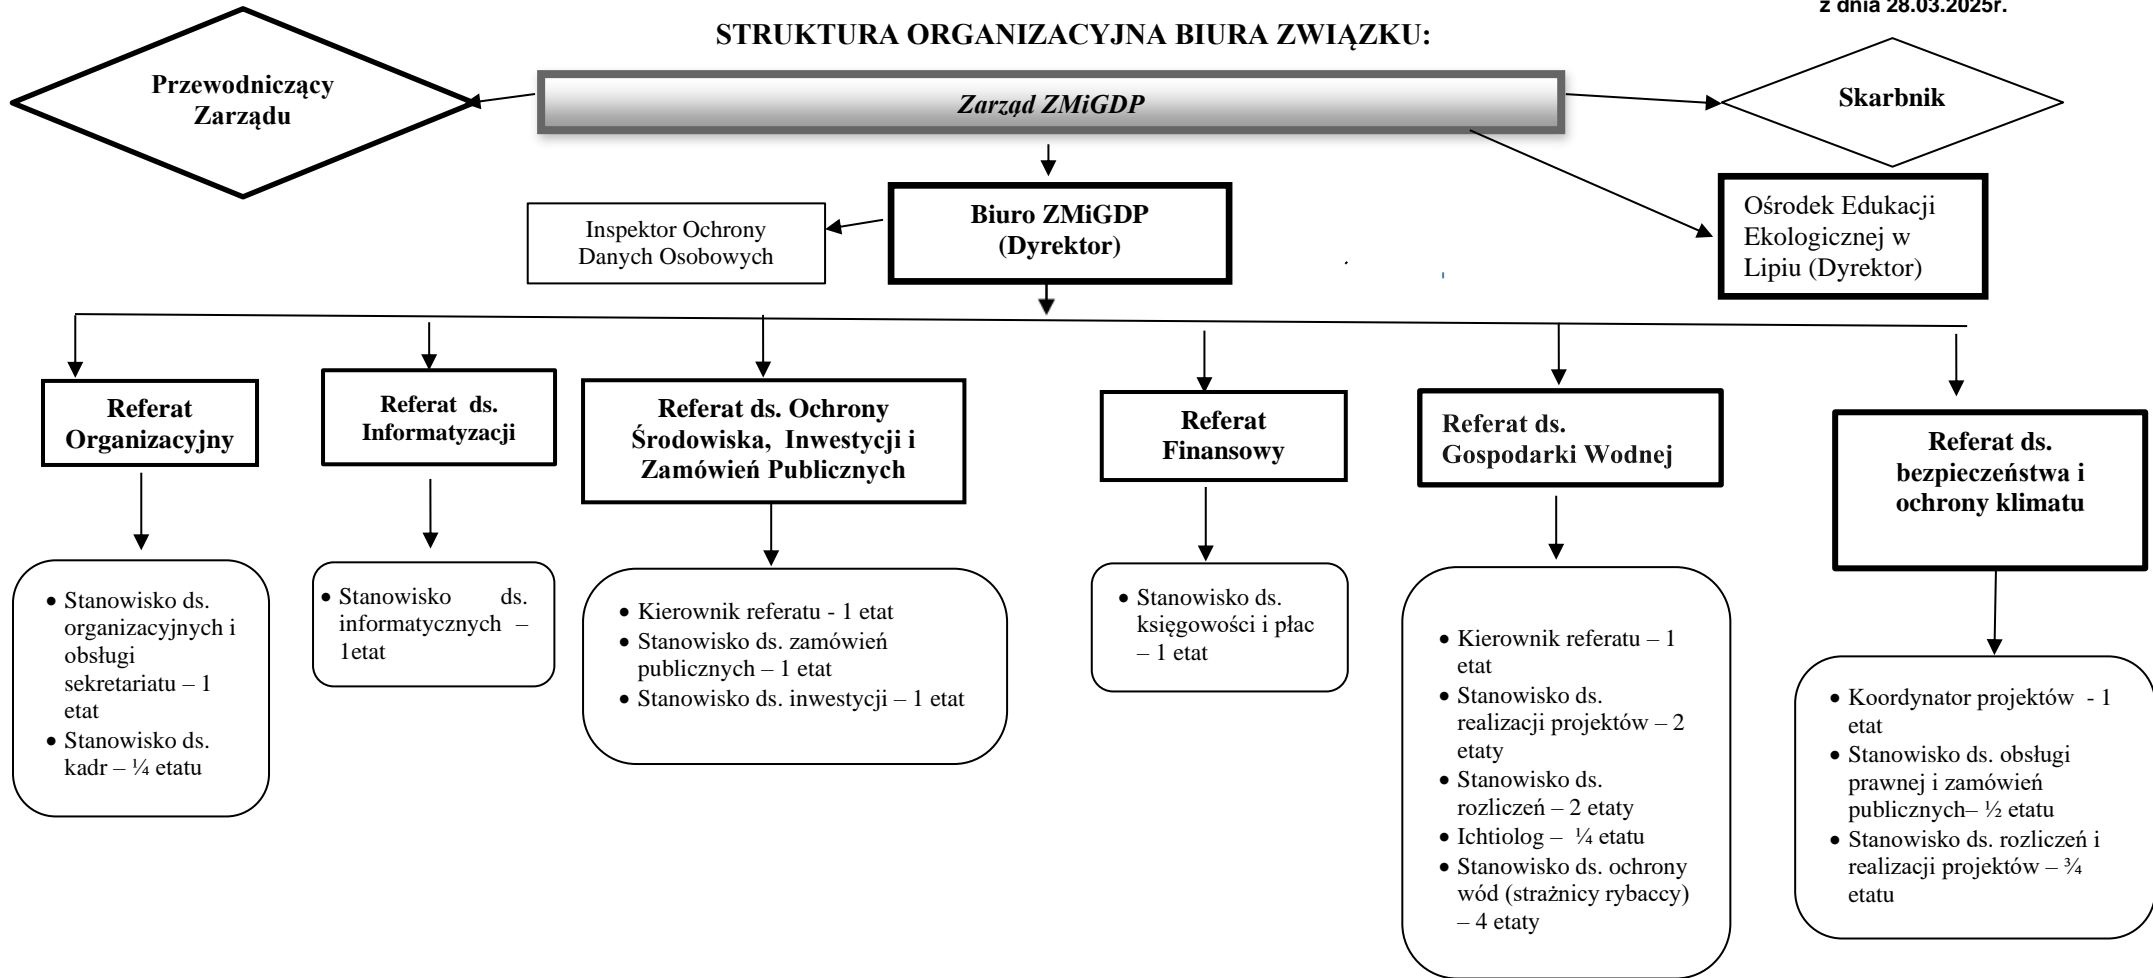 z dnia 28.03.2025r.
STRUKTURA ORGANIZACYJNA BIURA ZWIĄZKU:
Przewodniczący
Zarządu
Zarząd ZMiGDP
Skarbnik
Biuro ZMiGDP
(Dyrektor)
Inspektor Ochrony
Danych Osobowych
Ośrodek Edukacji
Ekologicznej w
Lipiu (Dyrektor)
Referat
Organizacyjny
Referat ds.
Informatyzacji
Referat ds. Ochrony
Środowiska, Inwestycji i
Zamówień Publicznych
Referat
Finansowy
Referat ds.
Gospodarki Wodnej
Referat ds.
bezpieczeństwa i
ochrony klimatu
• Stanowisko ds.
organizacyjnych i
obsługi
sekretariatu – 1
etat
• Stanowisko ds.
kadr – ¼ etatu
• Stanowisko ds.
informatycznych –
1etat
• Kierownik referatu - 1 etat
• Stanowisko ds. zamówień
publicznych – 1 etat
• Stanowisko ds. inwestycji – 1 etat
• Stanowisko ds.
księgowości i płac
– 1 etat
• Kierownik referatu – 1
etat
• Stanowisko ds.
realizacji projektów – 2
etaty
• Stanowisko ds.
rozliczeń – 2 etaty
• Ichtiolog – ¼ etatu
• Stanowisko ds. ochrony
wód (strażnicy rybaccy)
– 4 etaty
• Koordynator projektów - 1
etat
• Stanowisko ds. obsługi
prawnej i zamówień
publicznych– ½ etatu
• Stanowisko ds. rozliczeń i
realizacji projektów – ¾
etatu